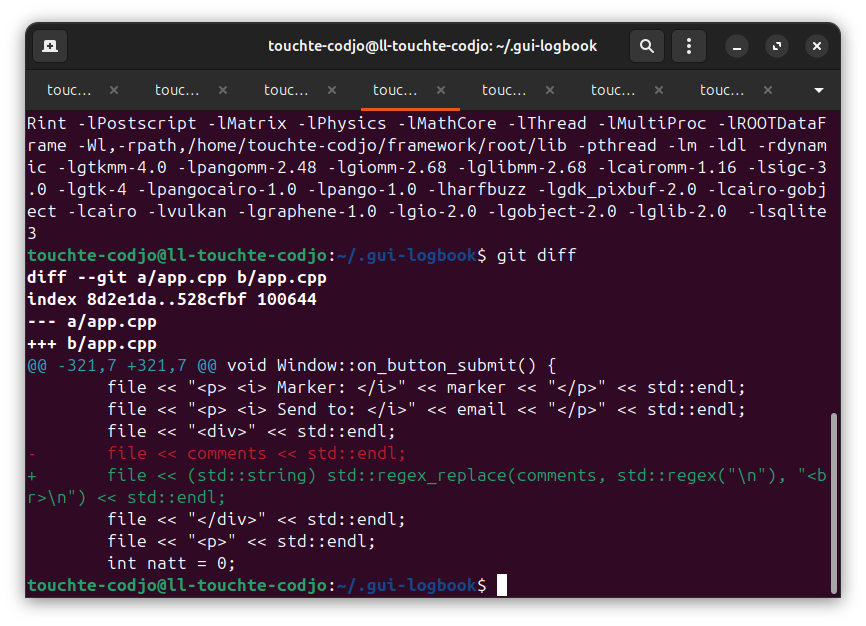 touchte-codjo@ll-touchte-codjo: ~/.gui-logbook
touc... touc... touc... touc... touc... touc... touc...
Rint -lPostscript -lMatrix -lPhysics -lMathCore -lThread -lMultiProc -lROOTDataF
rame -Wl,-rpath,/home/touchte-codjo/framework/root/lib -pthread -lm -ldl -rdynam
ic -lgtkmm-4.0 -lpangomm-2.48 -lgiomm-2.68 -lglibmm-2.68 -lcairomm-1.16 -lsigc-3
.0 -lgtk-4 -lpangocairo-1.0 -lpango-1.0 -lharfbuzz -lgdk_pixbuf-2.0 -lcairo-gobj
ect -lcairo -lvulkan -lgraphene-1.0 -lgio-2.0 -lgobject-2.0 -lglib-2.0  -lsqlite
3
touchte-codjo@ll-touchte-codjo:~/.gui-logbook$ git diff
diff --git a/app.cpp b/app.cpp
index 8d2e1da..528cfbf 100644
--- a/app.cpp
+++ b/app.cpp
@@ -321,7 +321,7 @@ void Window::on_button_submit() {
        file << "<p> <i> Marker: </i>" << marker << "</p>" << std::endl;
        file << "<p> <i> Send to: </i>" << email << "</p>" << std::endl;
        file << "<div>" << std::endl;
-       file << comments << std::endl;
+       file << (std::string) std::regex_replace(comments, std::regex("\n"), "<b
r>\n") << std::endl;
        file << "</div>" << std::endl;
        file << "<p>" << std::endl;
        int natt = 0;
touchte-codjo@ll-touchte-codjo:~/.gui-logbook$